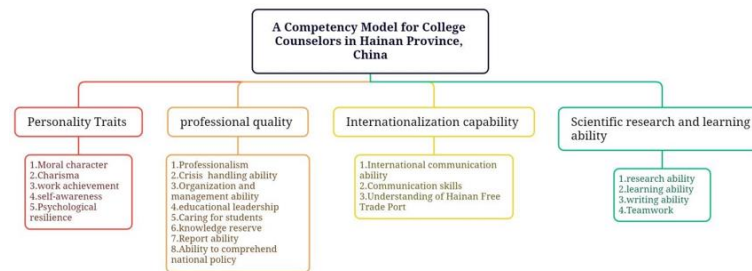 A Competency Model for College
Counselors in Hainan Province,
China
Personality Traits
1.Moral character
2.Charisma
3.work achievement
4.self-awareness
5.Psychological
resilience
professional quality
1.Professionalism
2.Crisis handling ability
3.Organization and
management ability
4.educational leadership
5.Caring for students
6.knowledge reserve
7.Report ability
8.Ability to comprehend
national policy
Internationalization capability
1.International communication
ability
2.Communication skills
3.Understanding of Hainan Free
Trade Port
Scientific research and learning
ability
1.research ability
2.learning ability
3.writing ability
4.Teamwork